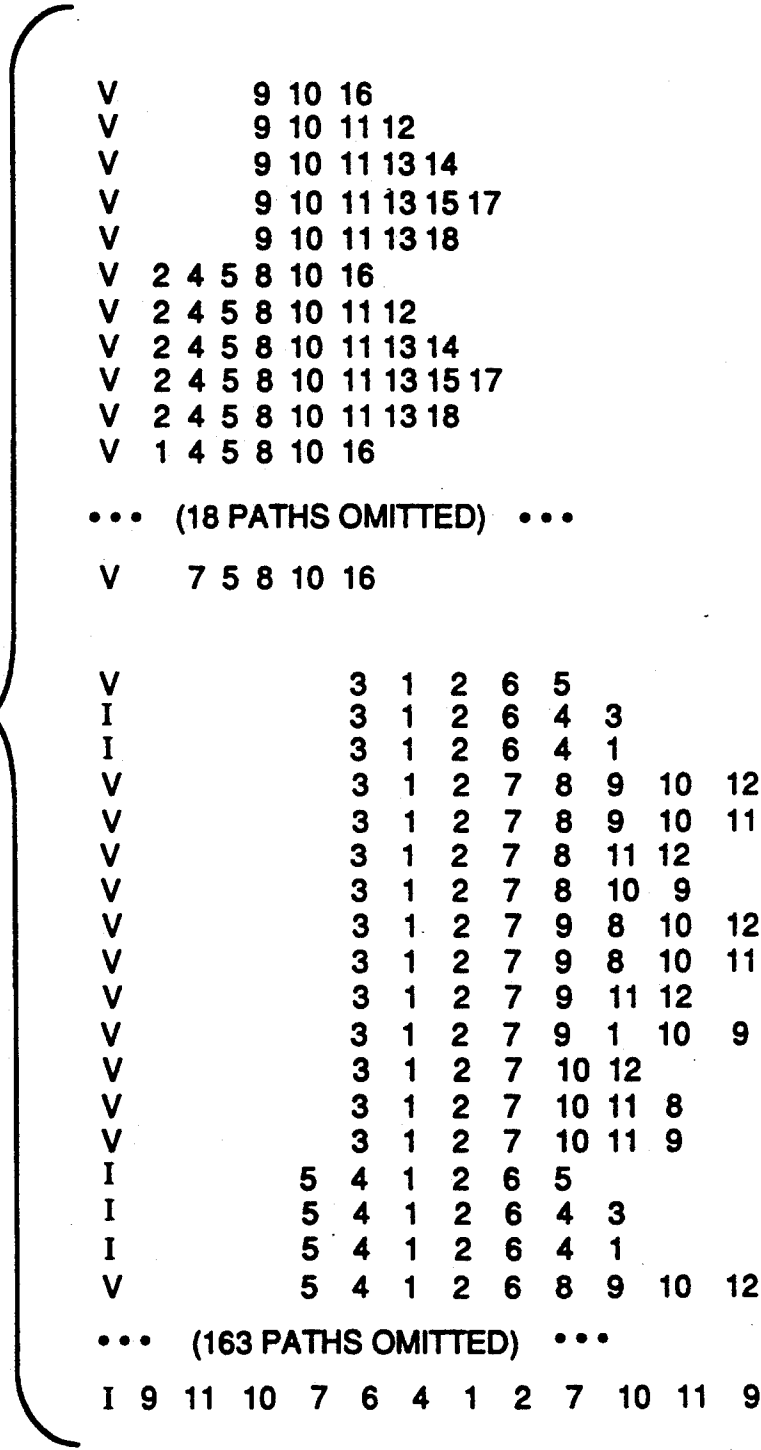 V 9 10 16
V 9 10 11 12
V 9 10 11 13 14
V 9 10 11 13 15 17
V 9 10 11 13 18
V 2 4 5 8 10 16
V 2 4 5 8 10 11 12
V 2 4 5 8 10 11 13 14
V 2 4 5 8 10 11 13 15 17
V 2 4 5 8 10 11 13 18
V 1 4 5 8 10 16
••• (18 PATHS OMITTED) •••
V 7 5 8 10 16
V 3 1 2 6 5
I 3 1 2 6 4 3
I 3 1 2 6 4 1
V 3 1 2 7 8 9 10 12
V 3 1 2 7 8 9 10 11
V 3 1 2 7 8 11 12
V 3 1 2 7 8 10 9
V 3 1 2 7 9 8 10 12
V 3 1 2 7 9 8 10 11
V 3 1 2 7 9 11 12
V 3 1 2 7 9 1 10 9
V 3 1 2 7 10 12
V 3 1 2 7 10 11 8
V 3 1 2 7 10 11 9
I 5 4 1 2 6 5
I 5 4 1 2 6 4 3
I 5 4 1 2 6 4 1
V 5 4 1 2 6 8 9 10 12
••• (163 PATHS OMITTED) •••
I 9 11 10 7 6 4 1 2 7 10 11 9